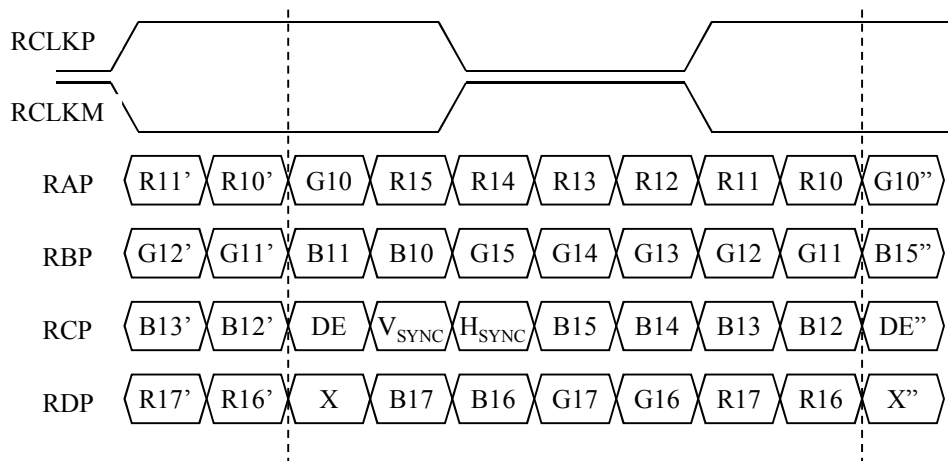 RCLKP
RCLKM
RAP R11’ R10’ G10 R15 R14 R13 R12 R11 R10 G10”
RBP G12’ G11’ B11 B10 G15 G14 G13 G12 G11 B15”
RCP B13’ B12’ DE VSYNC HSYNC B15 B14 B13 B12 DE”
RDP R17’ R16’ X B17 B16 G17 G16 R17 R16 X”